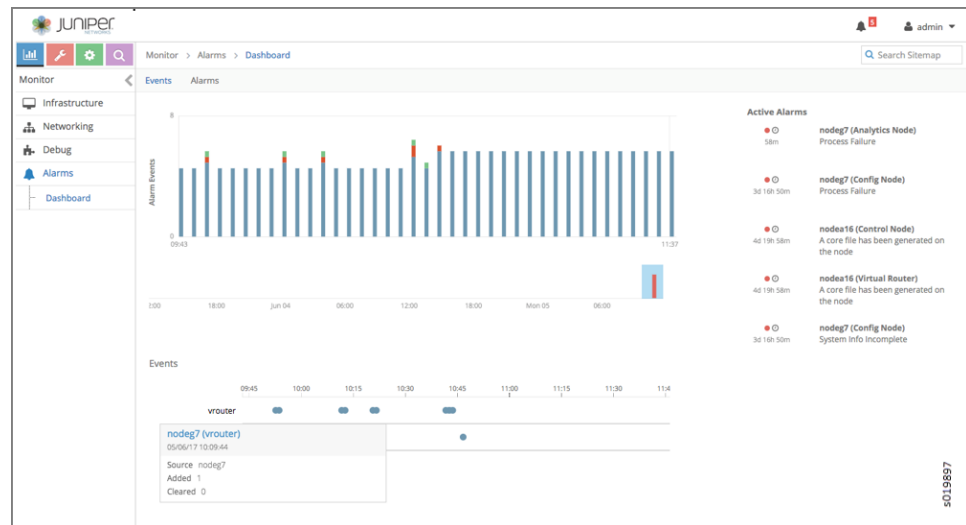 JUNIPER
NETWORKS
5
admin
Monitor > Alarms > Dashboard
Search Sitemap
Monitor
Events Alarms
Infrastructure
Networking
Debug
Alarms
Dashboard
8
Alarm Events
0
09:43 11:37
18:00 Jun 04 06:00 12:00 18:00 Mon 05 06:00
Active Alarms
nodeg7 (Analytics Node)
58m Process Failure
nodeg7 (Config Node)
3d 16h 50m Process Failure
nodea16 (Control Node)
4d 19h 58m A core file has been generated on
the node
nodea16 (Virtual Router)
4d 19h 58m A core file has been generated on
the node
nodeg7 (Config Node)
3d 16h 50m System Info Incomplete
Events
09:45 10:00 10:15 10:30 10:45 11:00 11:15 11:30 11:4
vrouter
nodeg7 (vrouter)
05/06/17 10:09:44
Source nodeg7
Added 1
Cleared 0
s019897